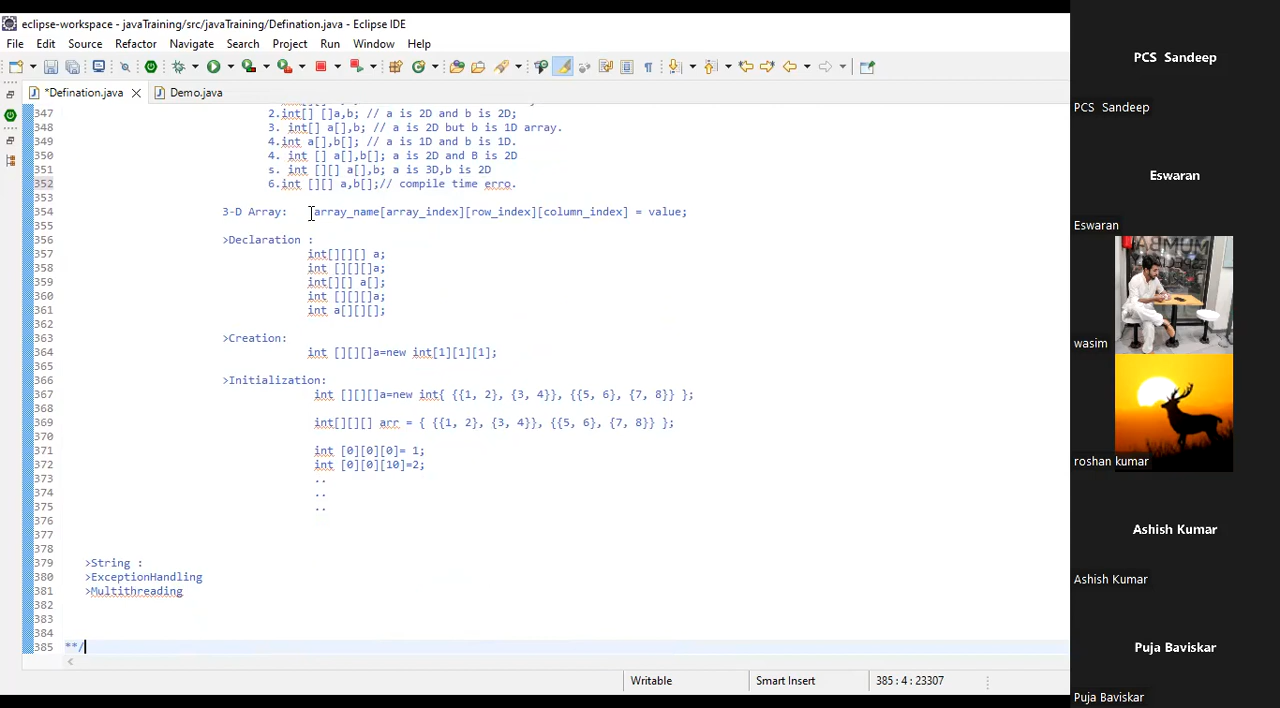 eclipse-workspace - javaTraining/src/javaTraining/Defination.java - Eclipse IDE
File Edit Source Refactor Navigate Search Project Run Window Help
*Defination.java Demo.java
347 2.int[] []a,b; // a is 2D and b is 2D;
348 3. int[] a[],b; // a is 2D but b is 1D array.
349 4.int a[],b[]; // a is 1D and b is 1D.
350 4. int [] a[],b[]; a is 2D and B is 2D
351 s. int [][] a[],b; a is 3D,b is 2D
352 6.int [][] a,b[];// compile time erro.
353
354 3-D Array: array_name[array_index][row_index][column_index] = value;
355
356 >Declaration :
357 int[][][] a;
358 int [][][]a;
359 int[][] a[];
360 int [][][]a;
361 int a[][][];
362
363 >Creation:
364 int [][][]a=new int[1][1][1];
365
366 >Initialization:
367 int [][][]a=new int{ {{1, 2}, {3, 4}}, {{5, 6}, {7, 8}} };
368
369 int[][][] arr = { {{1, 2}, {3, 4}}, {{5, 6}, {7, 8}} };
370
371 int [0][0][0]= 1;
372 int [0][0][10]=2;
373 ..
374 ..
375 ..
376
377
378
379 >String :
380 >ExceptionHandling
381 >Multithreading
382
383
384
385 **/
Writable Smart Insert 385 : 4 : 23307
PCS Sandeep
PCS Sandeep
Eswaran
Eswaran
MUMBAI
wasim
roshan kumar
Ashish Kumar
Ashish Kumar
Puja Baviskar
Puja Baviskar